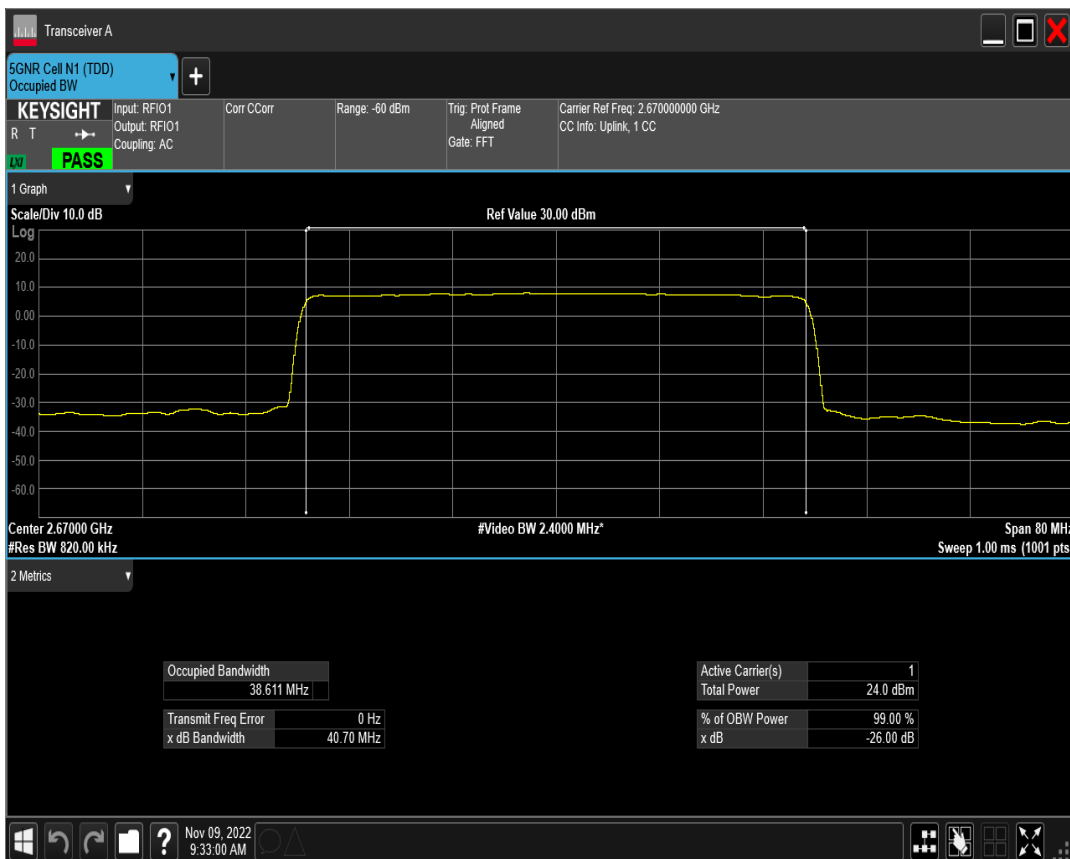 Transceiver A
5GNR Cell N1 (TDD)
Occupied BW
+
KEYSIGHT
R T
LXI
PASS
Input: RFIO1
Output: RFIO1
Coupling: AC
Corr CCorr
Range: -60 dBm
Trig: Prot Frame
Aligned
Gate: FFT
Carrier Ref Freq: 2.670000000 GHz
CC Info: Uplink, 1 CC
1 Graph
Scale/Div 10.0 dB
Ref Value 30.00 dBm
Log
20.0
10.0
0.00
-10.0
-20.0
-30.0
-40.0
-50.0
-60.0
Center 2.67000 GHz
#Video BW 2.4000 MHz*
Span 80 MHz
#Res BW 820.00 kHz
Sweep 1.00 ms (1001 pts
2 Metrics
Occupied Bandwidth
38.611 MHz
Transmit Freq Error 0 Hz
x dB Bandwidth 40.70 MHz
Active Carrier(s) 1
Total Power 24.0 dBm
% of OBW Power 99.00 %
x dB -26.00 dB
?
Nov 09, 2022
9:33:00 AM